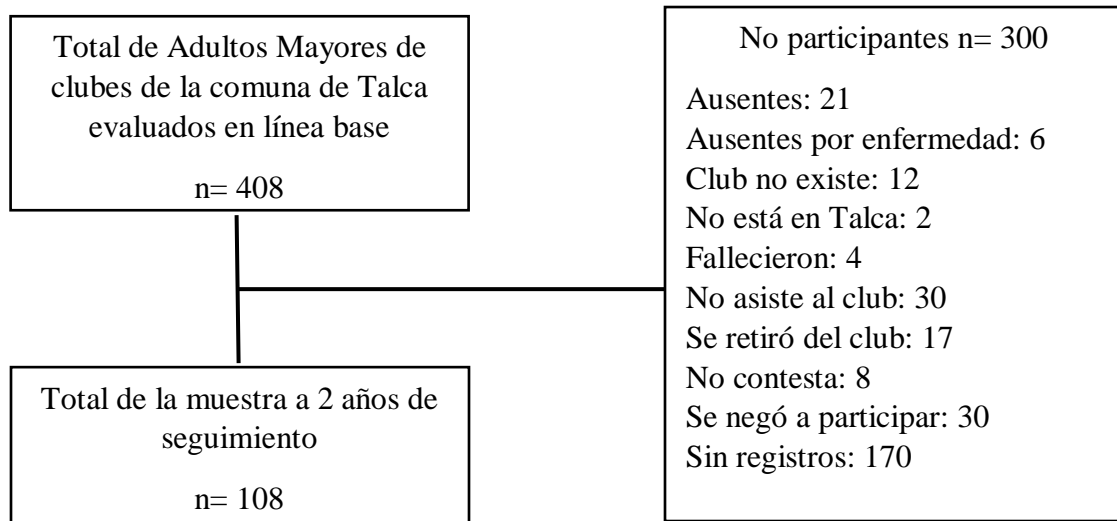 Total de Adultos Mayores de
clubes de la comuna de Talca
evaluados en línea base
n= 408
No participantes n= 300
Ausentes: 21
Ausentes por enfermedad: 6
Club no existe: 12
No está en Talca: 2
Fallecieron: 4
No asiste al club: 30
Se retiró del club: 17
No contesta: 8
Se negó a participar: 30
Sin registros: 170
Total de la muestra a 2 años de
seguimiento
n= 108